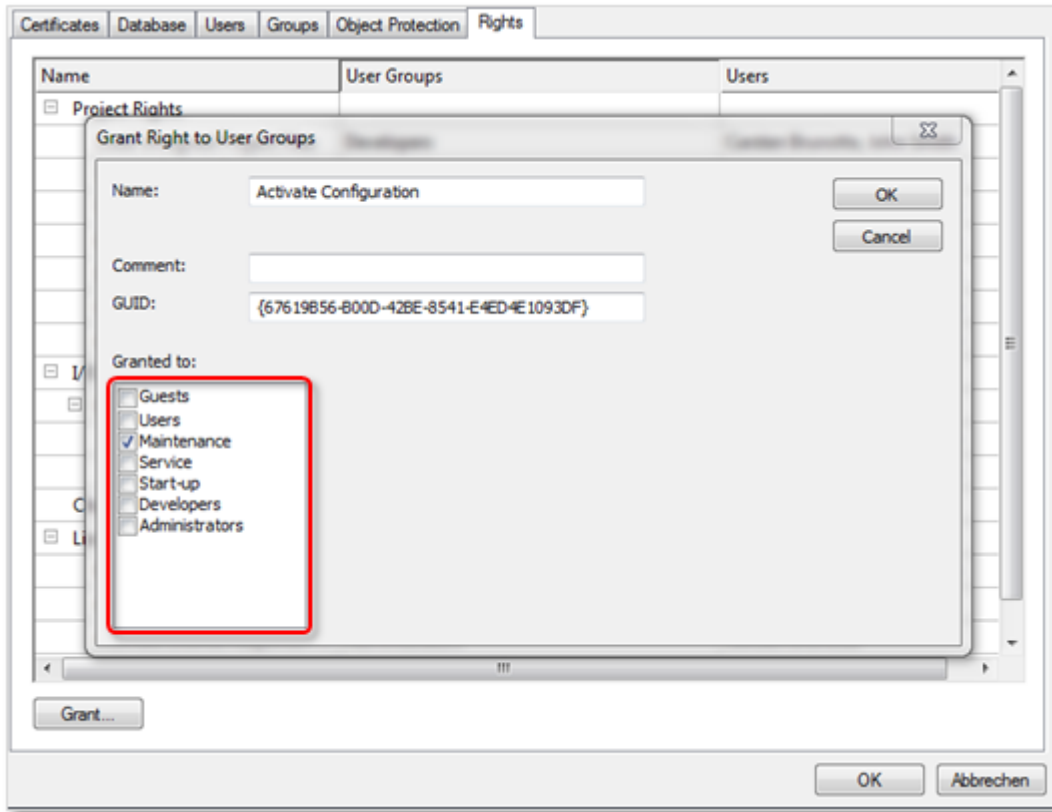 Certificates Database Users Groups Object Protection Rights
Name User Groups Users
Project Rights
Grant Right to User Groups
Name: Activate Configuration
OK
Cancel
Comment:
GUID: {67619B56-B00D-42BE-8541-E4ED4E1093DF}
Granted to:
Guests
Users
Maintenance
Service
Start-up
Developers
Administrators
Grant...
OK Abbrechen